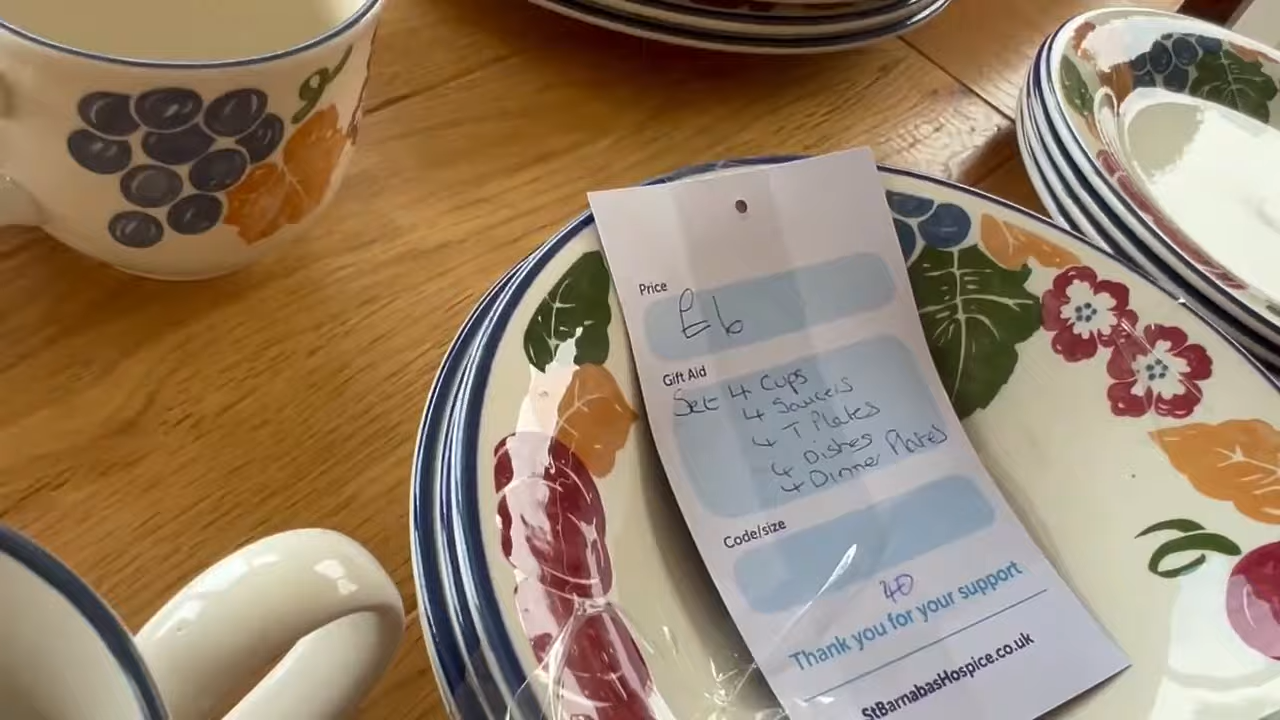 Price
£6
Gift Aid
Set 4 Cups
4 Saucers
4 T Plates
4 Dishes
4 Dinner Plates
Code/size
40
Thank you for your support
StBarnabasHospice.co.uk